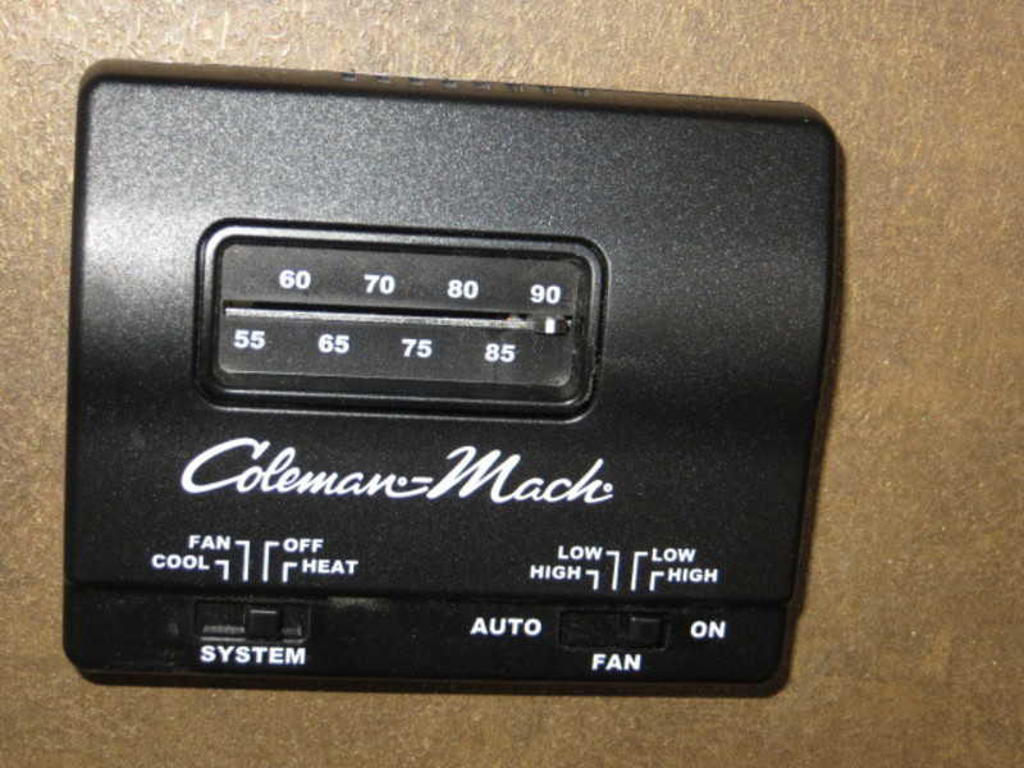 60 70 80 90
55 65 75 85
Coleman-Mach
FAN OFF
COOL HEAT
SYSTEM
LOW LOW
HIGH HIGH
AUTO ON
FAN